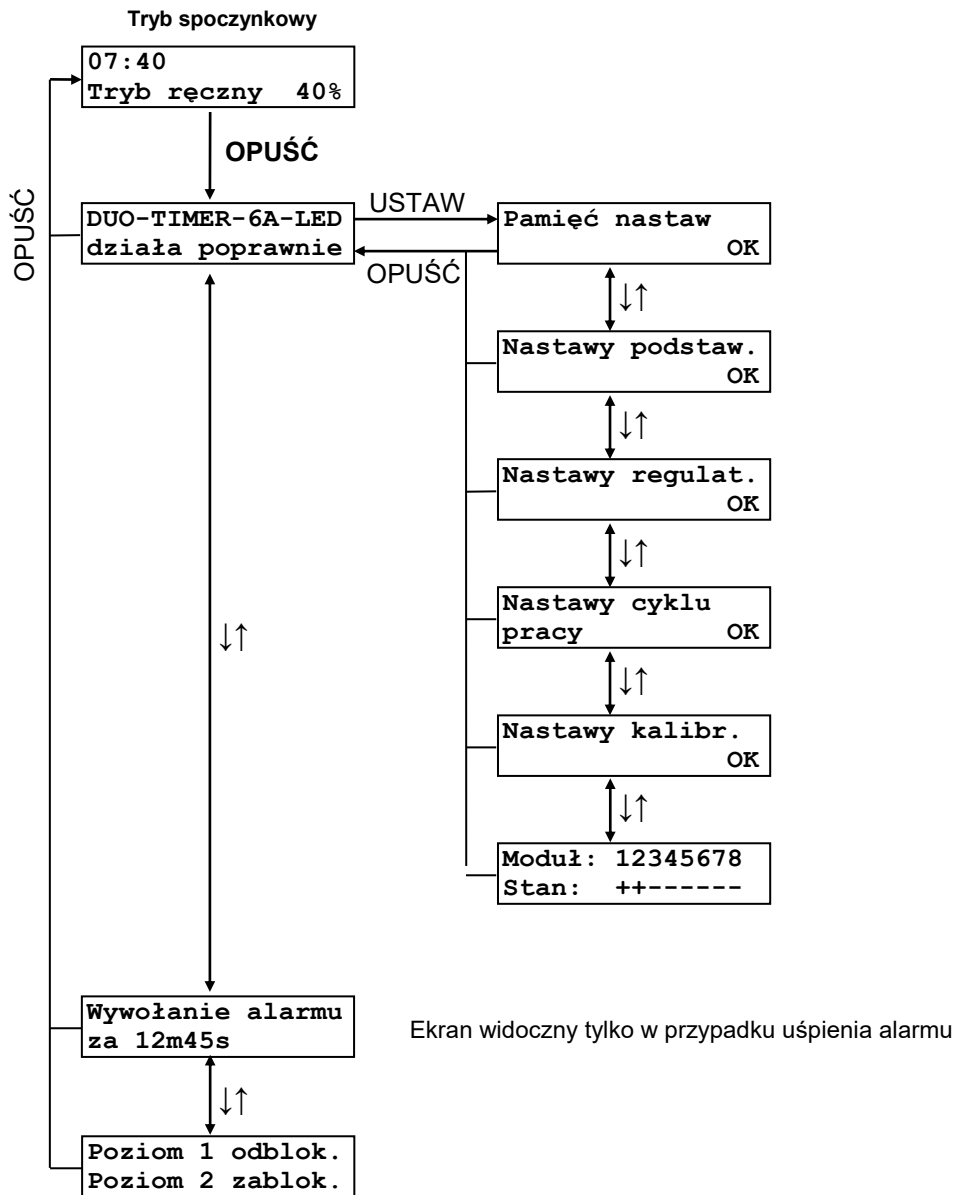 Tryb spoczynkowy
07:40
Tryb ręczny 40%
OPUŚĆ
OPUŚĆ
DUO-TIMER-6A-LED
działa poprawnie
USTAW
OPUŚĆ
Pamięć nastaw
OK
↓↑
Nastawy podstaw.
OK
↓↑
Nastawy regulat.
OK
↓↑
Nastawy cyklu
pracy OK
↓↑
↓↑
Nastawy kalibr.
OK
↓↑
Moduł: 12345678
Stan: ++------
Wywołanie alarmu
za 12m45s
Ekran widoczny tylko w przypadku uśpienia alarmu
↓↑
Poziom 1 odblok.
Poziom 2 zablok.